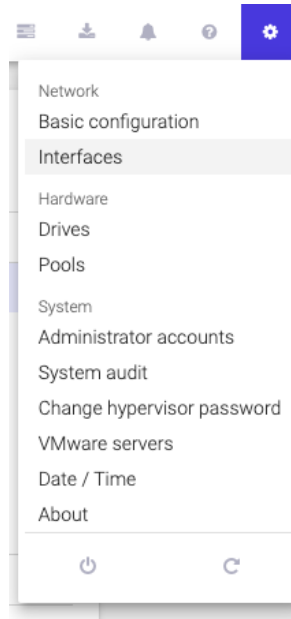 Network
Basic configuration
Interfaces
Hardware
Drives
Pools
System
Administrator accounts
System audit
Change hypervisor password
VMware servers
Date / Time
About